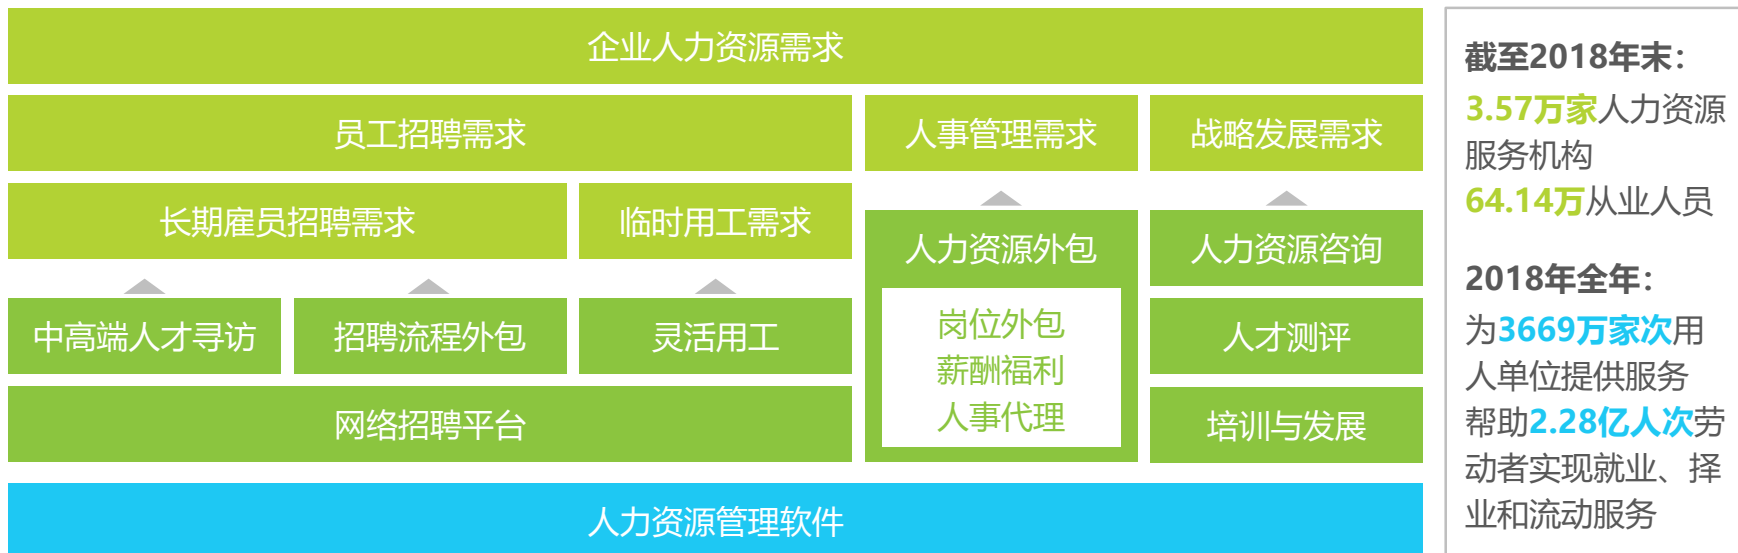 企业人力资源需求
员工招聘需求
人事管理需求
战略发展需求
长期雇员招聘需求
临时用工需求
人力资源外包
人力资源咨询
中高端人才寻访
招聘流程外包
灵活用工
岗位外包
薪酬福利
人事代理
人才测评
网络招聘平台
培训与发展
人力资源管理软件
截至2018年末：
3.57万家人力资源
服务机构
64.14万从业人员
2018年全年：
为3669万家次用
人单位提供服务
帮助2.28亿人次劳
动者实现就业、择
业和流动服务